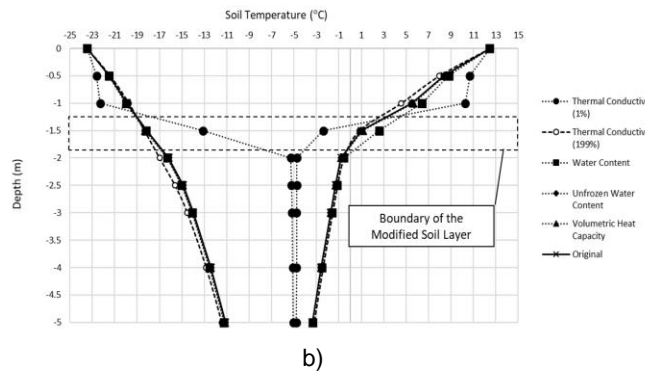 Soil Temperature (°C)
-25 -23 -21 -19 -17 -15 -13 -11 -9 -7 -5 -3 -1 1 3 5 7 9 11 13 15
0
-0.5
-1
-1.5
-2
-2.5
-3
-3.5
-4
-4.5
-5
Depth (m)
Boundary of the
Modified Soil Layer
Thermal Conductive
(1%)
Thermal Conductive
(199%)
Water Content
Unfrozen Water
Content
Volumetric Heat
Capacity
Original
b)